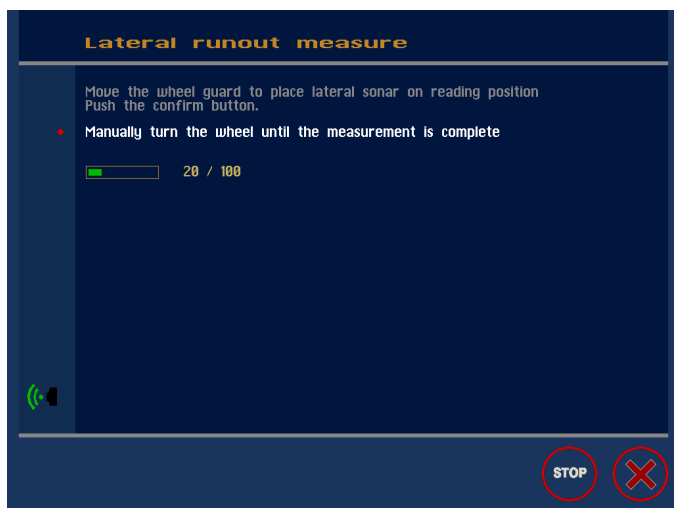 Lateral runout measure
Move the wheel guard to place lateral sonar on reading position
Push the confirm button.
Manually turn the wheel until the measurement is complete
20 / 100
STOP